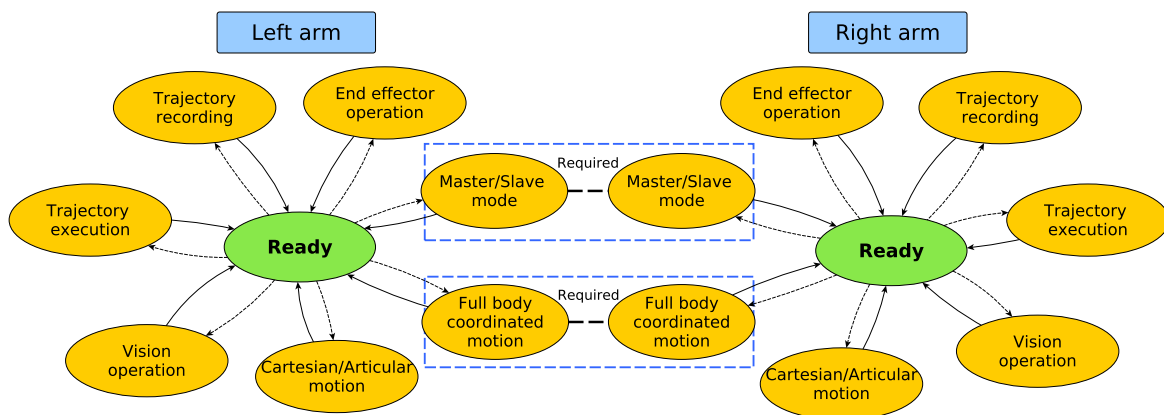 Left arm
Right arm
Trajectory
recording
End effector
operation
End effector
operation
Trajectory
recording
Required
Master/Slave
mode
Master/Slave
mode
Trajectory
execution
Trajectory
execution
Ready
Ready
Required
Full body
coordinated
motion
Full body
coordinated
motion
Vision
operation
Cartesian/Articular
motion
Cartesian/Articular
motion
Vision
operation